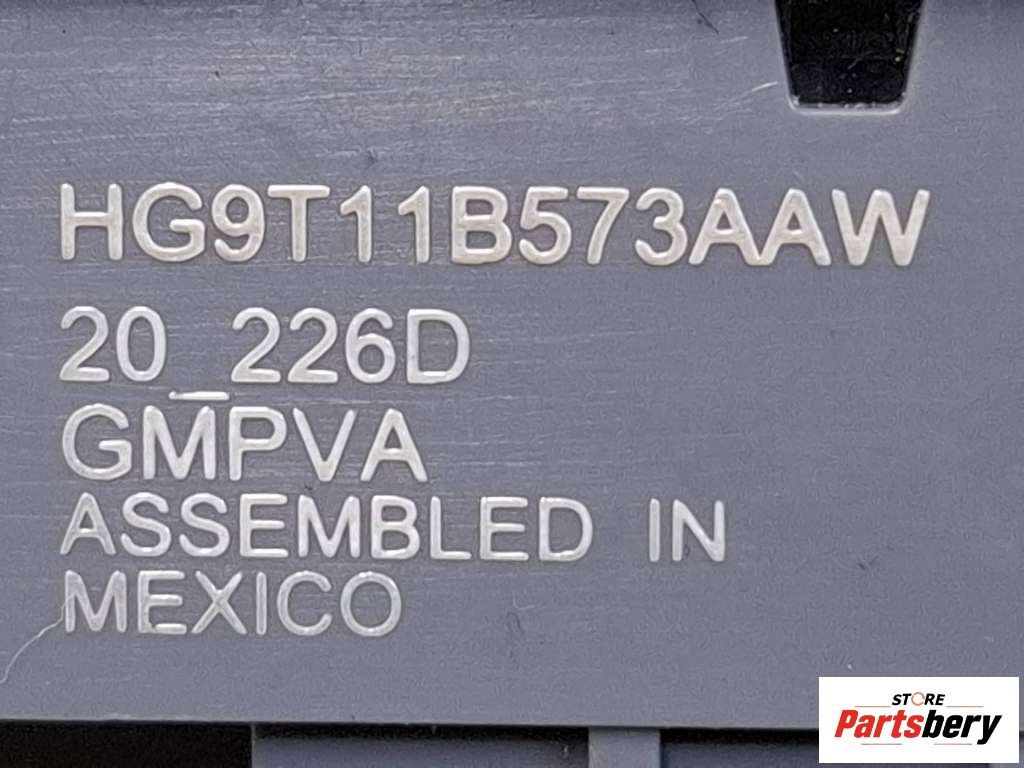 HG9T11B573AAW
20_226D
GMPVA
ASSEMBLED IN
MEXICO
STORE
Partsbery